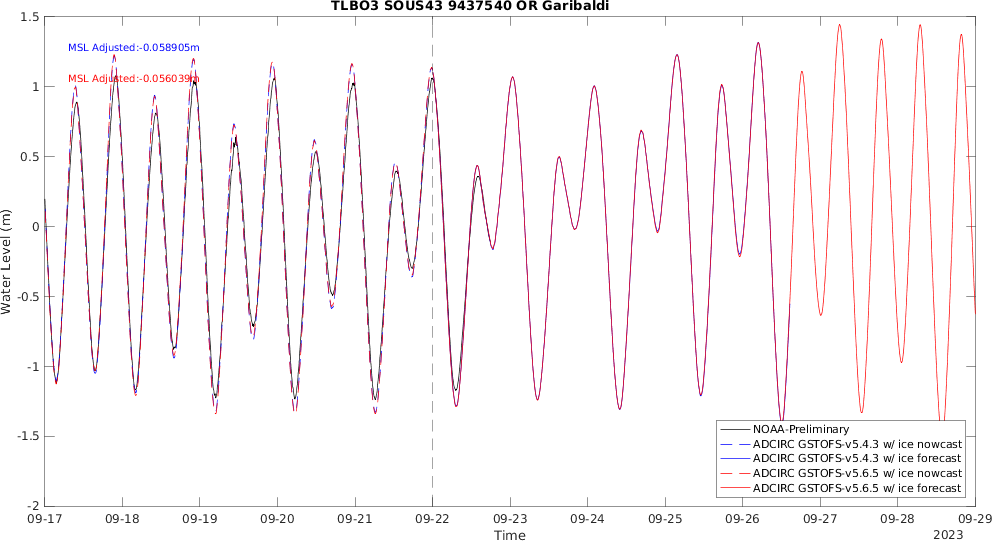 TLBO3 SOUS43 9437540 OR Garibaldi
MSL Adjusted:-0.058905m
MSL Adjusted:-0.056039m
Water Level (m)
1.5
1
0.5
0
-0.5
-1
-1.5
-2
NOAA-Preliminary
ADCIRC GSTOFS-v5.4.3 w/ ice nowcast
ADCIRC GSTOFS-v5.4.3 w/ ice forecast
ADCIRC GSTOFS-v5.6.5 w/ ice nowcast
ADCIRC GSTOFS-v5.6.5 w/ ice forecast
09-17 09-18 09-19 09-20 09-21 09-22 09-23 09-24 09-25 09-26 09-27 09-28 09-29
Time
2023